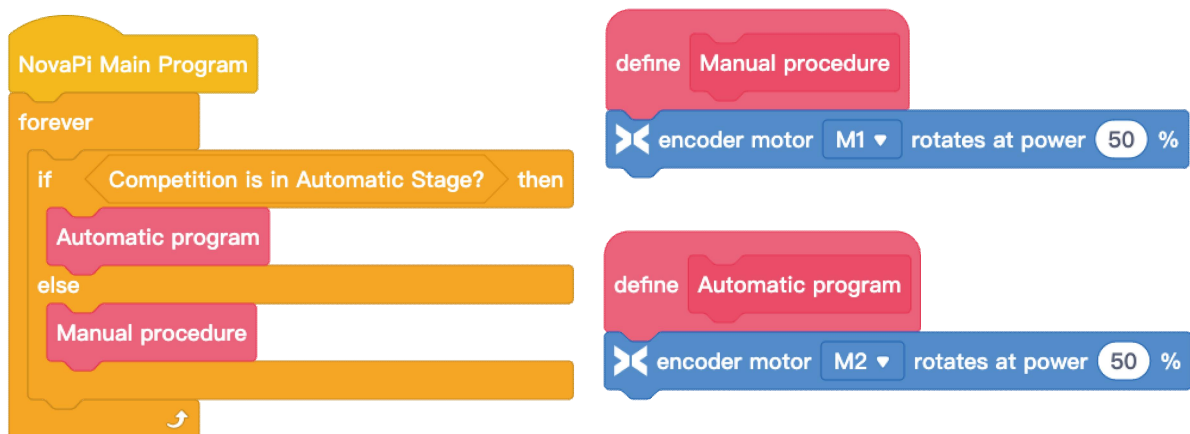 NovaPi Main Program
forever
if Competition is in Automatic Stage? then
Automatic program
else
Manual procedure
define Manual procedure
encoder motor M1 rotates at power 50 %
define Automatic program
encoder motor M2 rotates at power 50 %